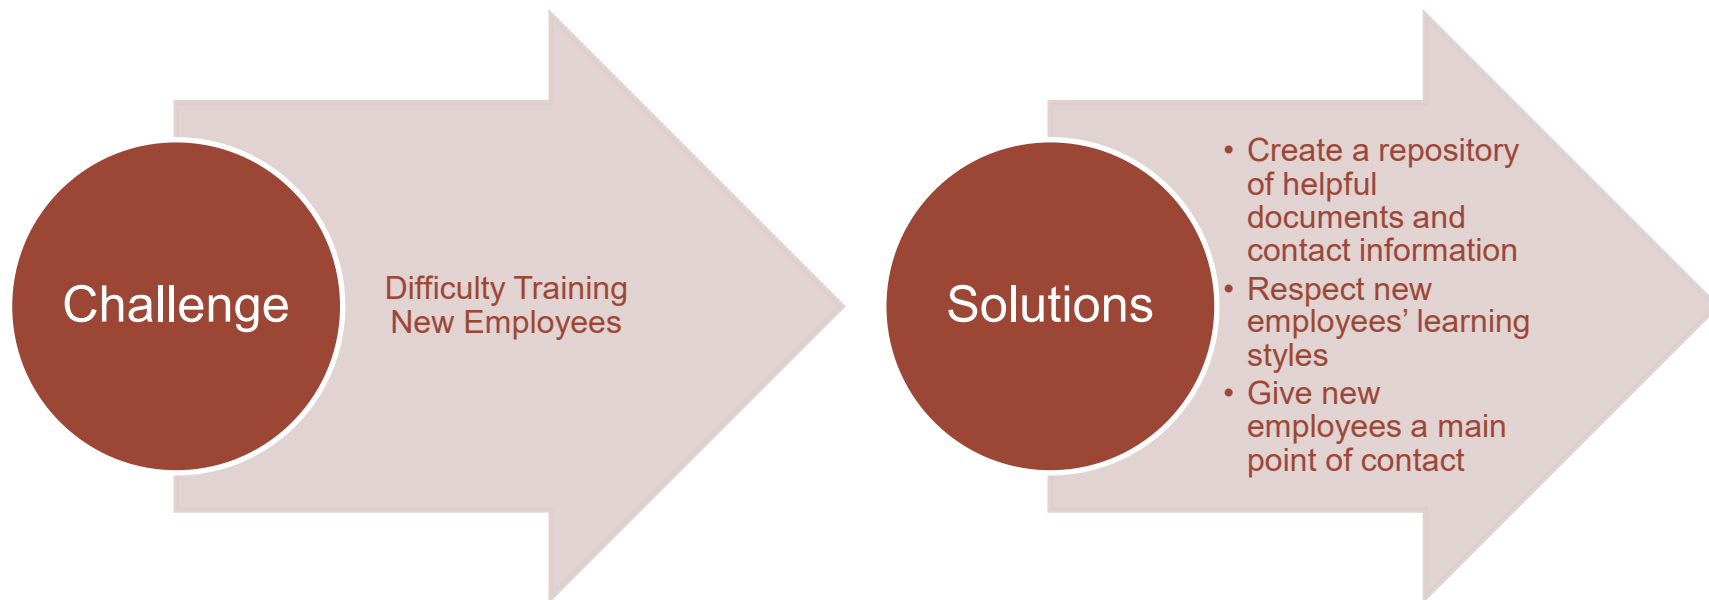 Challenge
Difficulty Training
New Employees
Solutions
• Create a repository
of helpful
documents and
contact information
• Respect new
employees’ learning
styles
• Give new
employees a main
point of contact